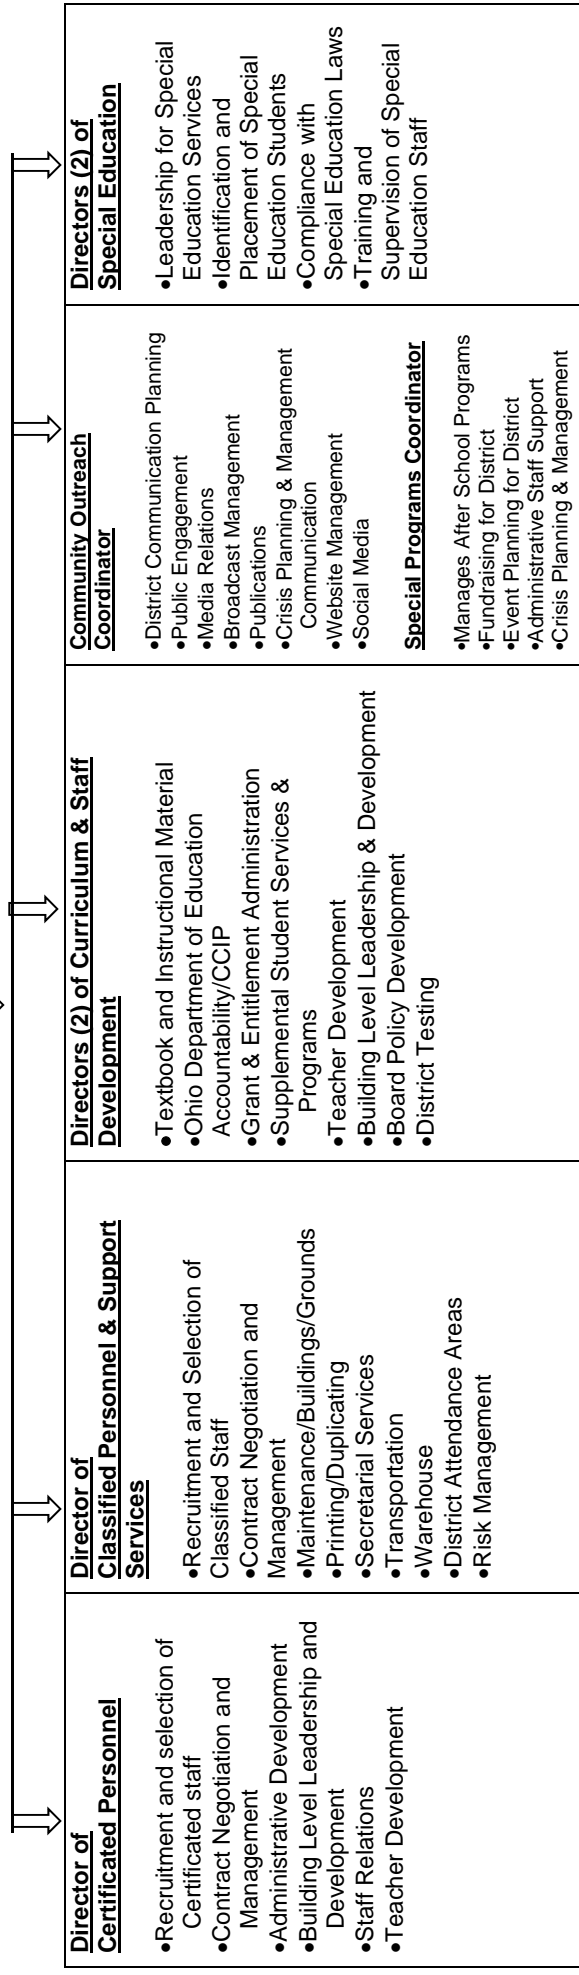 Director of
Certificated Personnel
•Recruitment and selection of
Certificated staff
•Contract Negotiation and
Management
•Administrative Development
•Building Level Leadership and
Development
•Staff Relations
•Teacher Development
Director of
Classified Personnel & Support
Services
•Recruitment and Selection of
Classified Staff
•Contract Negotiation and
Management
•Maintenance/Buildings/Grounds
•Printing/Duplicating
•Secretarial Services
•Transportation
•Warehouse
•District Attendance Areas
•Risk Management
Directors (2) of Curriculum & Staff
Development
•Textbook and Instructional Material
•Ohio Department of Education
Accountability/CCIP
•Grant & Entitlement Administration
•Supplemental Student Services &
Programs
•Teacher Development
•Building Level Leadership & Development
•Board Policy Development
•District Testing
Community Outreach
Coordinator
•District Communication Planning
•Public Engagement
•Media Relations
•Broadcast Management
•Publications
•Crisis Planning & Management
Communication
•Website Management
•Social Media
Special Programs Coordinator
•Manages After School Programs
•Fundraising for District
•Event Planning for District
•Administrative Staff Support
•Crisis Planning & Management
Directors (2) of
Special Education
•Leadership for Special
Education Services
•Identification and
Placement of Special
Education Students
•Compliance with
Special Education Laws
•Training and
Supervision of Special
Education Staff